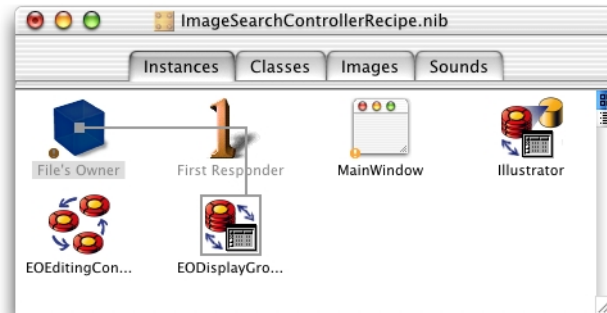 ImageSearchControllerRecipe.nib
Instances Classes Images Sounds
File's Owner First Responder MainWindow Illustrator
EOEditingCon... EODisplayGro...